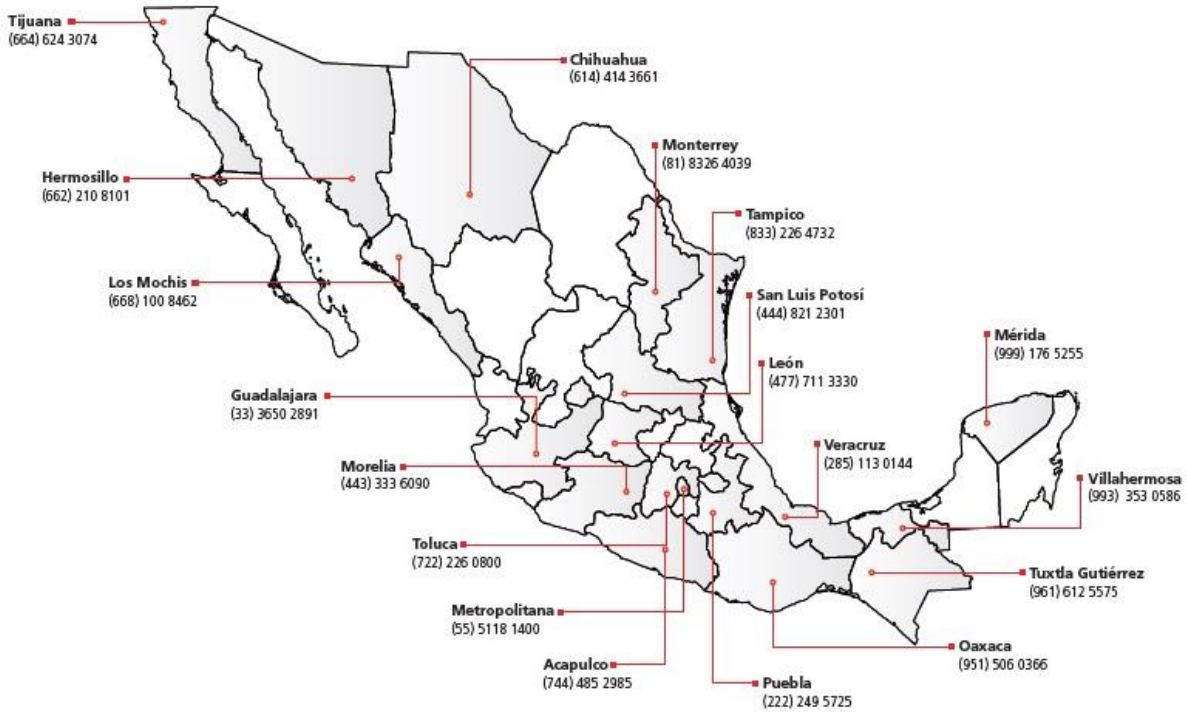 Tijuana
(664) 624 3074
Chihuahua
(614) 414 3661
Monterrey
(81) 8326 4039
Hermosillo
(662) 210 8101
Tampico
(833) 226 4732
Los Mochis
(668) 100 8462
San Luis Potosí
(444) 821 2301
Mérida
(999) 176 5255
León
(477) 711 3330
Guadalajara
(33) 3650 2891
Veracruz
(285) 113 0144
Morelia
(443) 333 6090
Villahermosa
(993) 353 0586
Toluca
(722) 226 0800
Tuxtla Gutiérrez
(961) 612 5575
Metropolitana
(55) 5118 1400
Oaxaca
(951) 506 0366
Acapulco
(744) 485 2985
Puebla
(222) 249 5725